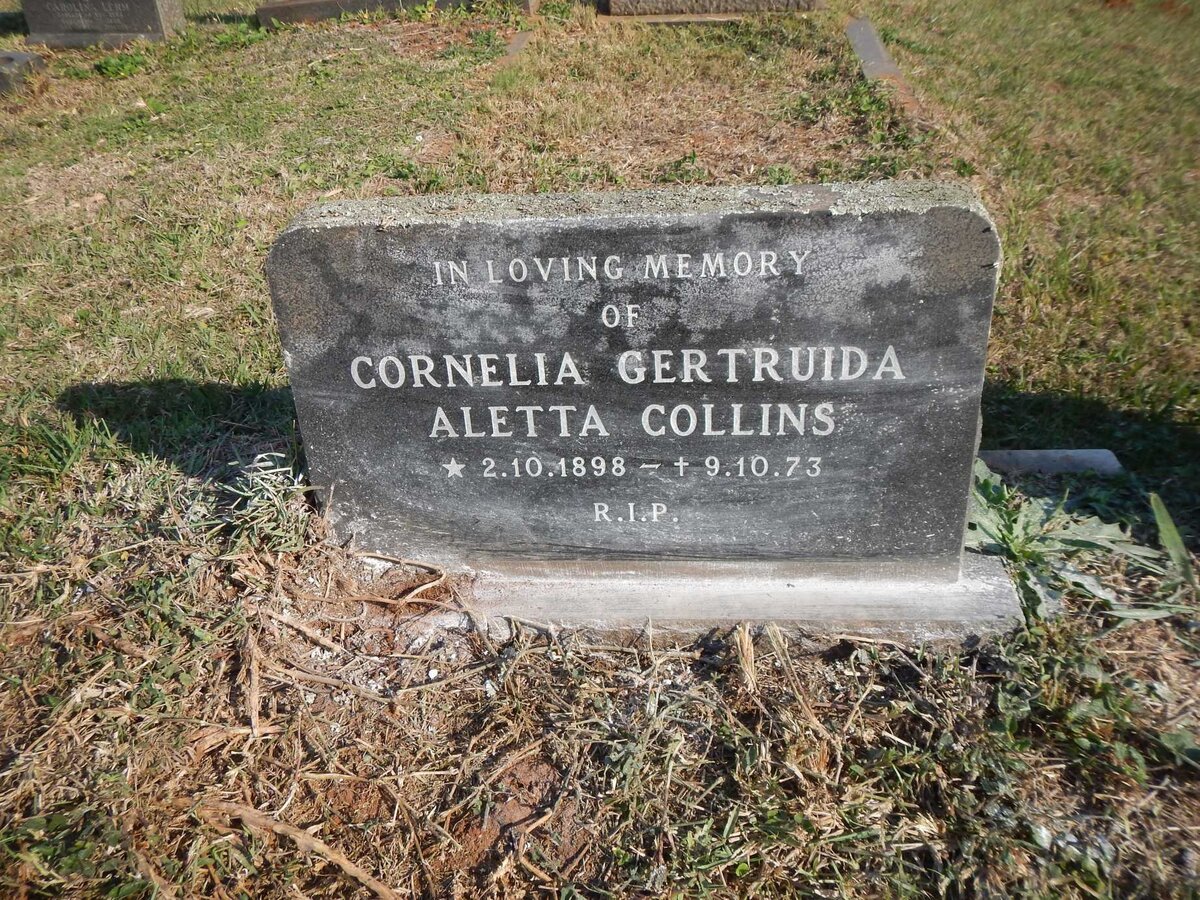 IN LOVING MEMORY
OF
CORNELIA GERTRUIDA
ALETTA COLLINS
★ 2.10.1898 – † 9.10.73
R.I.P.